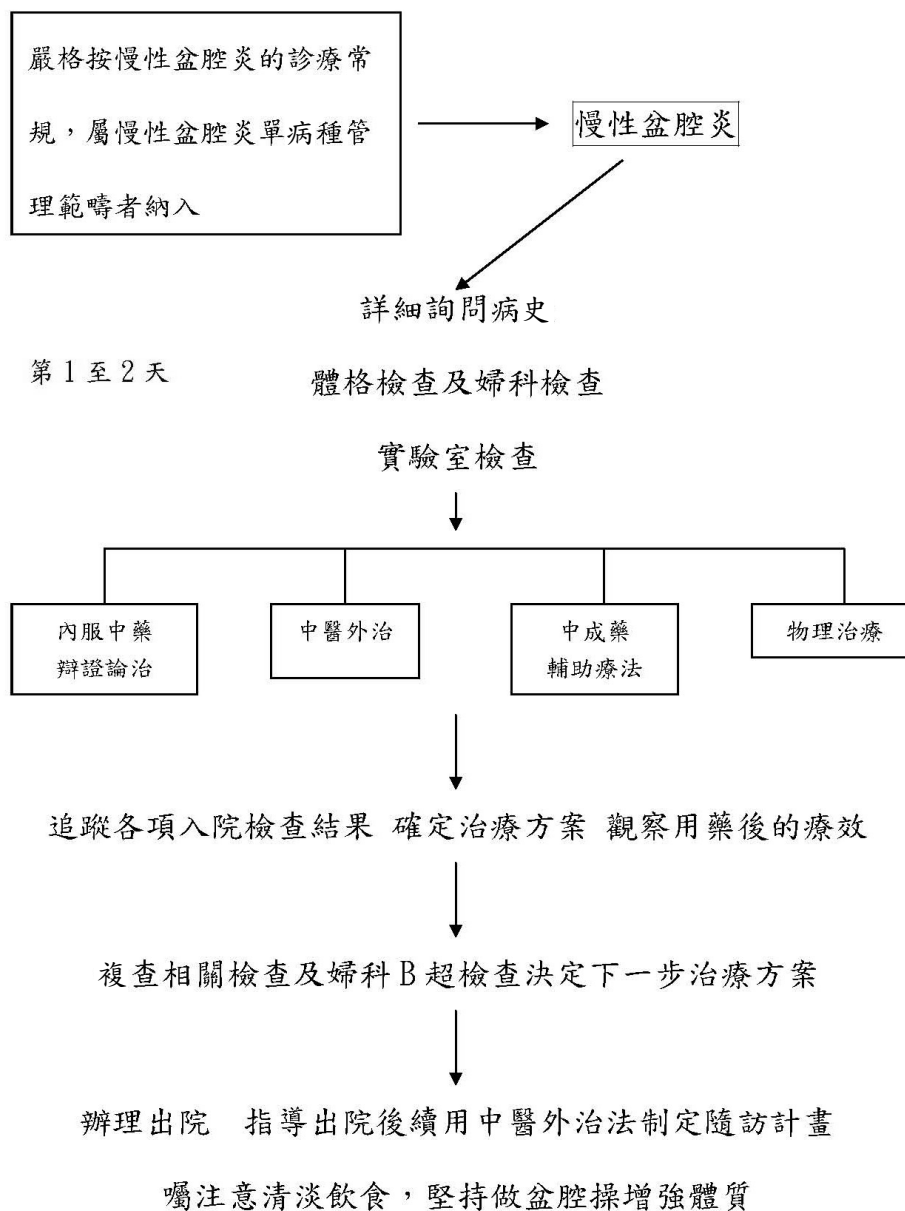 嚴格按慢性盆腔炎的診療常
規，屬慢性盆腔炎單病種管
理範疇者納入
慢性盆腔炎
詳細詢問病史
第1至2天
體格檢查及婦科檢查
實驗室檢查
內服中藥
辯證論治
中醫外治
中成藥
輔助療法
物理治療
追蹤各項入院檢查結果 確定治療方案 觀察用藥後的療效
複查相關檢查及婦科B超檢查決定下一步治療方案
辦理出院 指導出院後續用中醫外治法制定隨訪計畫
囑注意清淡飲食，堅持做盆腔操增強體質